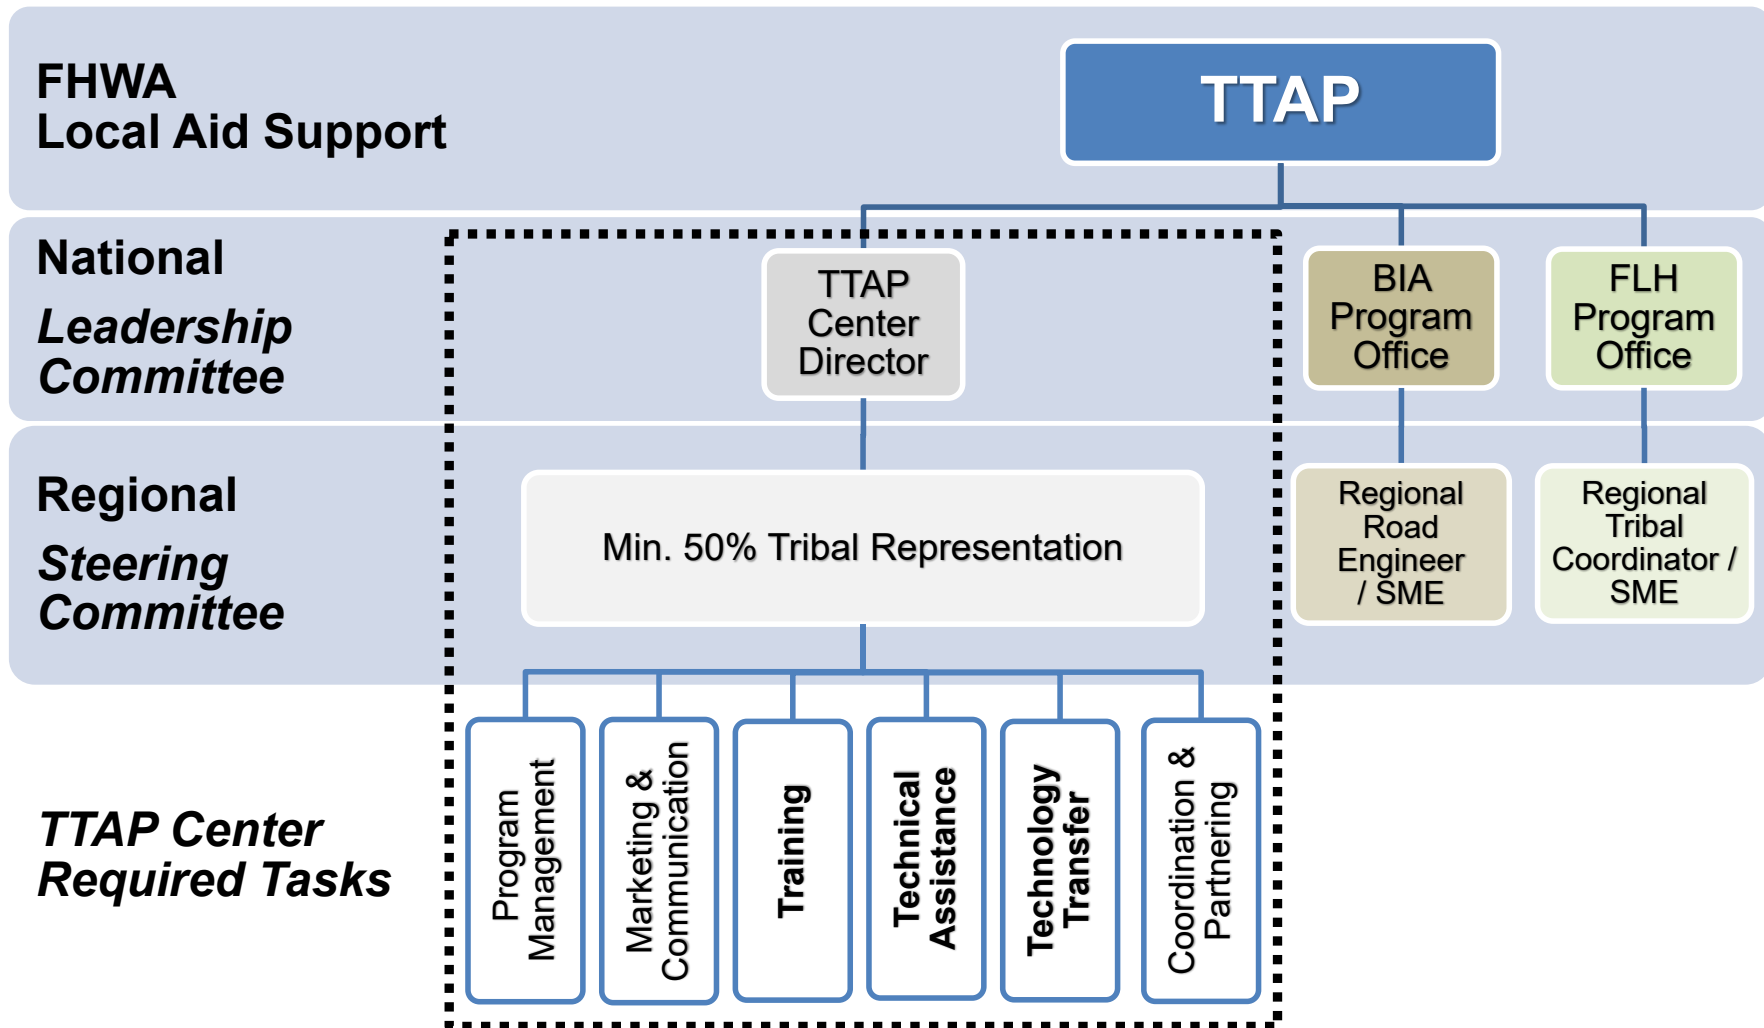 FHWA
Local Aid Support
TTAP
National
Leadership
Committee
TTAP
Center
Director
BIA
Program
Office
FLH
Program
Office
Regional
Steering
Committee
Min. 50% Tribal Representation
Regional
Road
Engineer
/ SME
Regional
Tribal
Coordinator /
SME
TTAP Center
Required Tasks
Program
Management
Marketing &
Communication
Training
Technical
Assistance
Technology
Transfer
Coordination &
Partnering